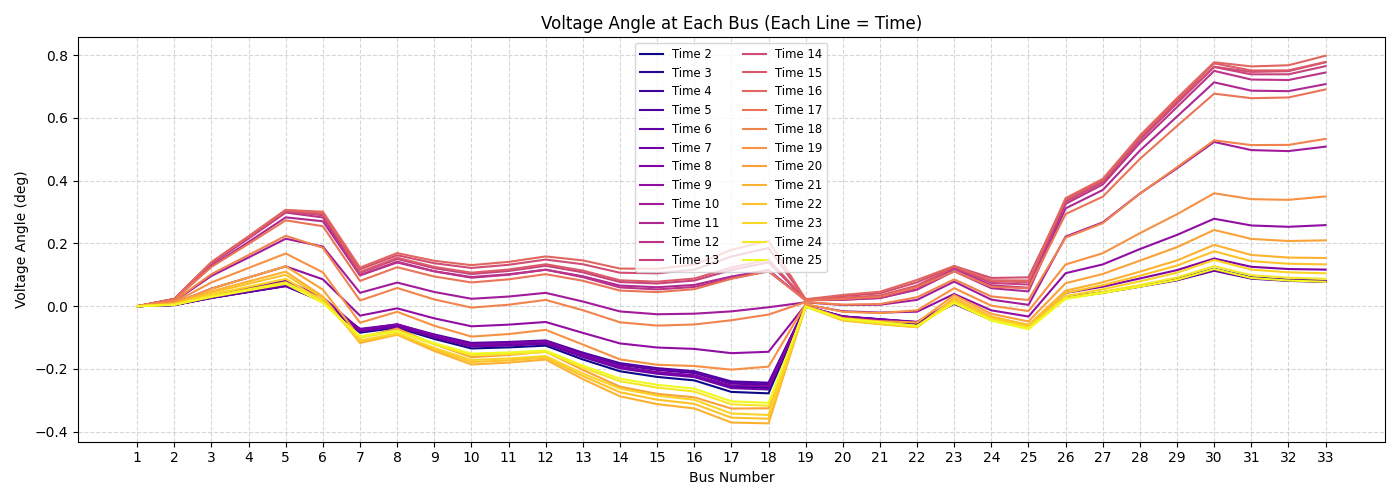 Voltage Angle at Each Bus (Each Line = Time)
Voltage Angle (deg)
0.8
0.6
0.4
0.2
0.0
−0.2
−0.4
Time 2
Time 3
Time 4
Time 5
Time 6
Time 7
Time 8
Time 9
Time 10
Time 11
Time 12
Time 13
Time 14
Time 15
Time 16
Time 17
Time 18
Time 19
Time 20
Time 21
Time 22
Time 23
Time 24
Time 25
1 2 3 4 5 6 7 8 9 10 11 12 13 14 15 16 17 18 19 20 21 22 23 24 25 26 27 28 29 30 31 32 33
Bus Number